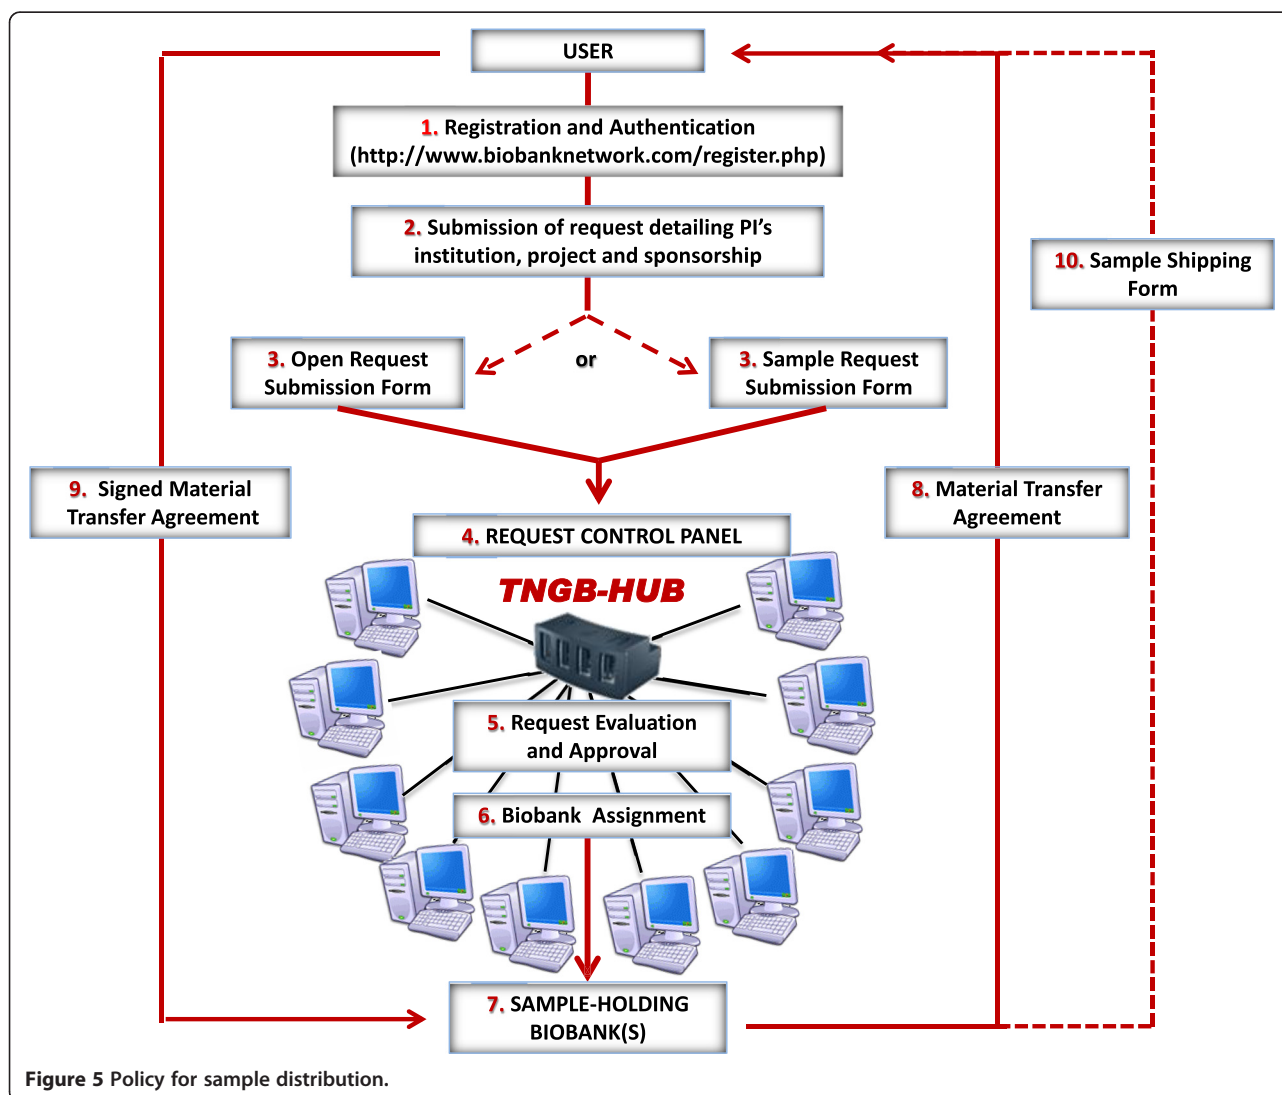 USER
1. Registration and Authentication
(http://www.biobanknetwork.com/register.php)
2. Submission of request detailing PI’s
institution, project and sponsorship
10. Sample Shipping
Form
3. Open Request
Submission Form
or
3. Sample Request
Submission Form
9. Signed Material
Transfer Agreement
8. Material Transfer
Agreement
4. REQUEST CONTROL PANEL
TNGB-HUB
5. Request Evaluation
and Approval
6. Biobank Assignment
7. SAMPLE-HOLDING
BIOBANK(S)
Figure 5 Policy for sample distribution.